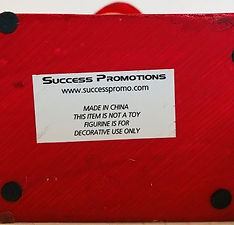 SUCCESS PROMOTIONS
www.successpromo.com
MADE IN CHINA
THIS ITEM IS NOT A TOY
FIGURINE IS FOR
DECORATIVE USE ONLY